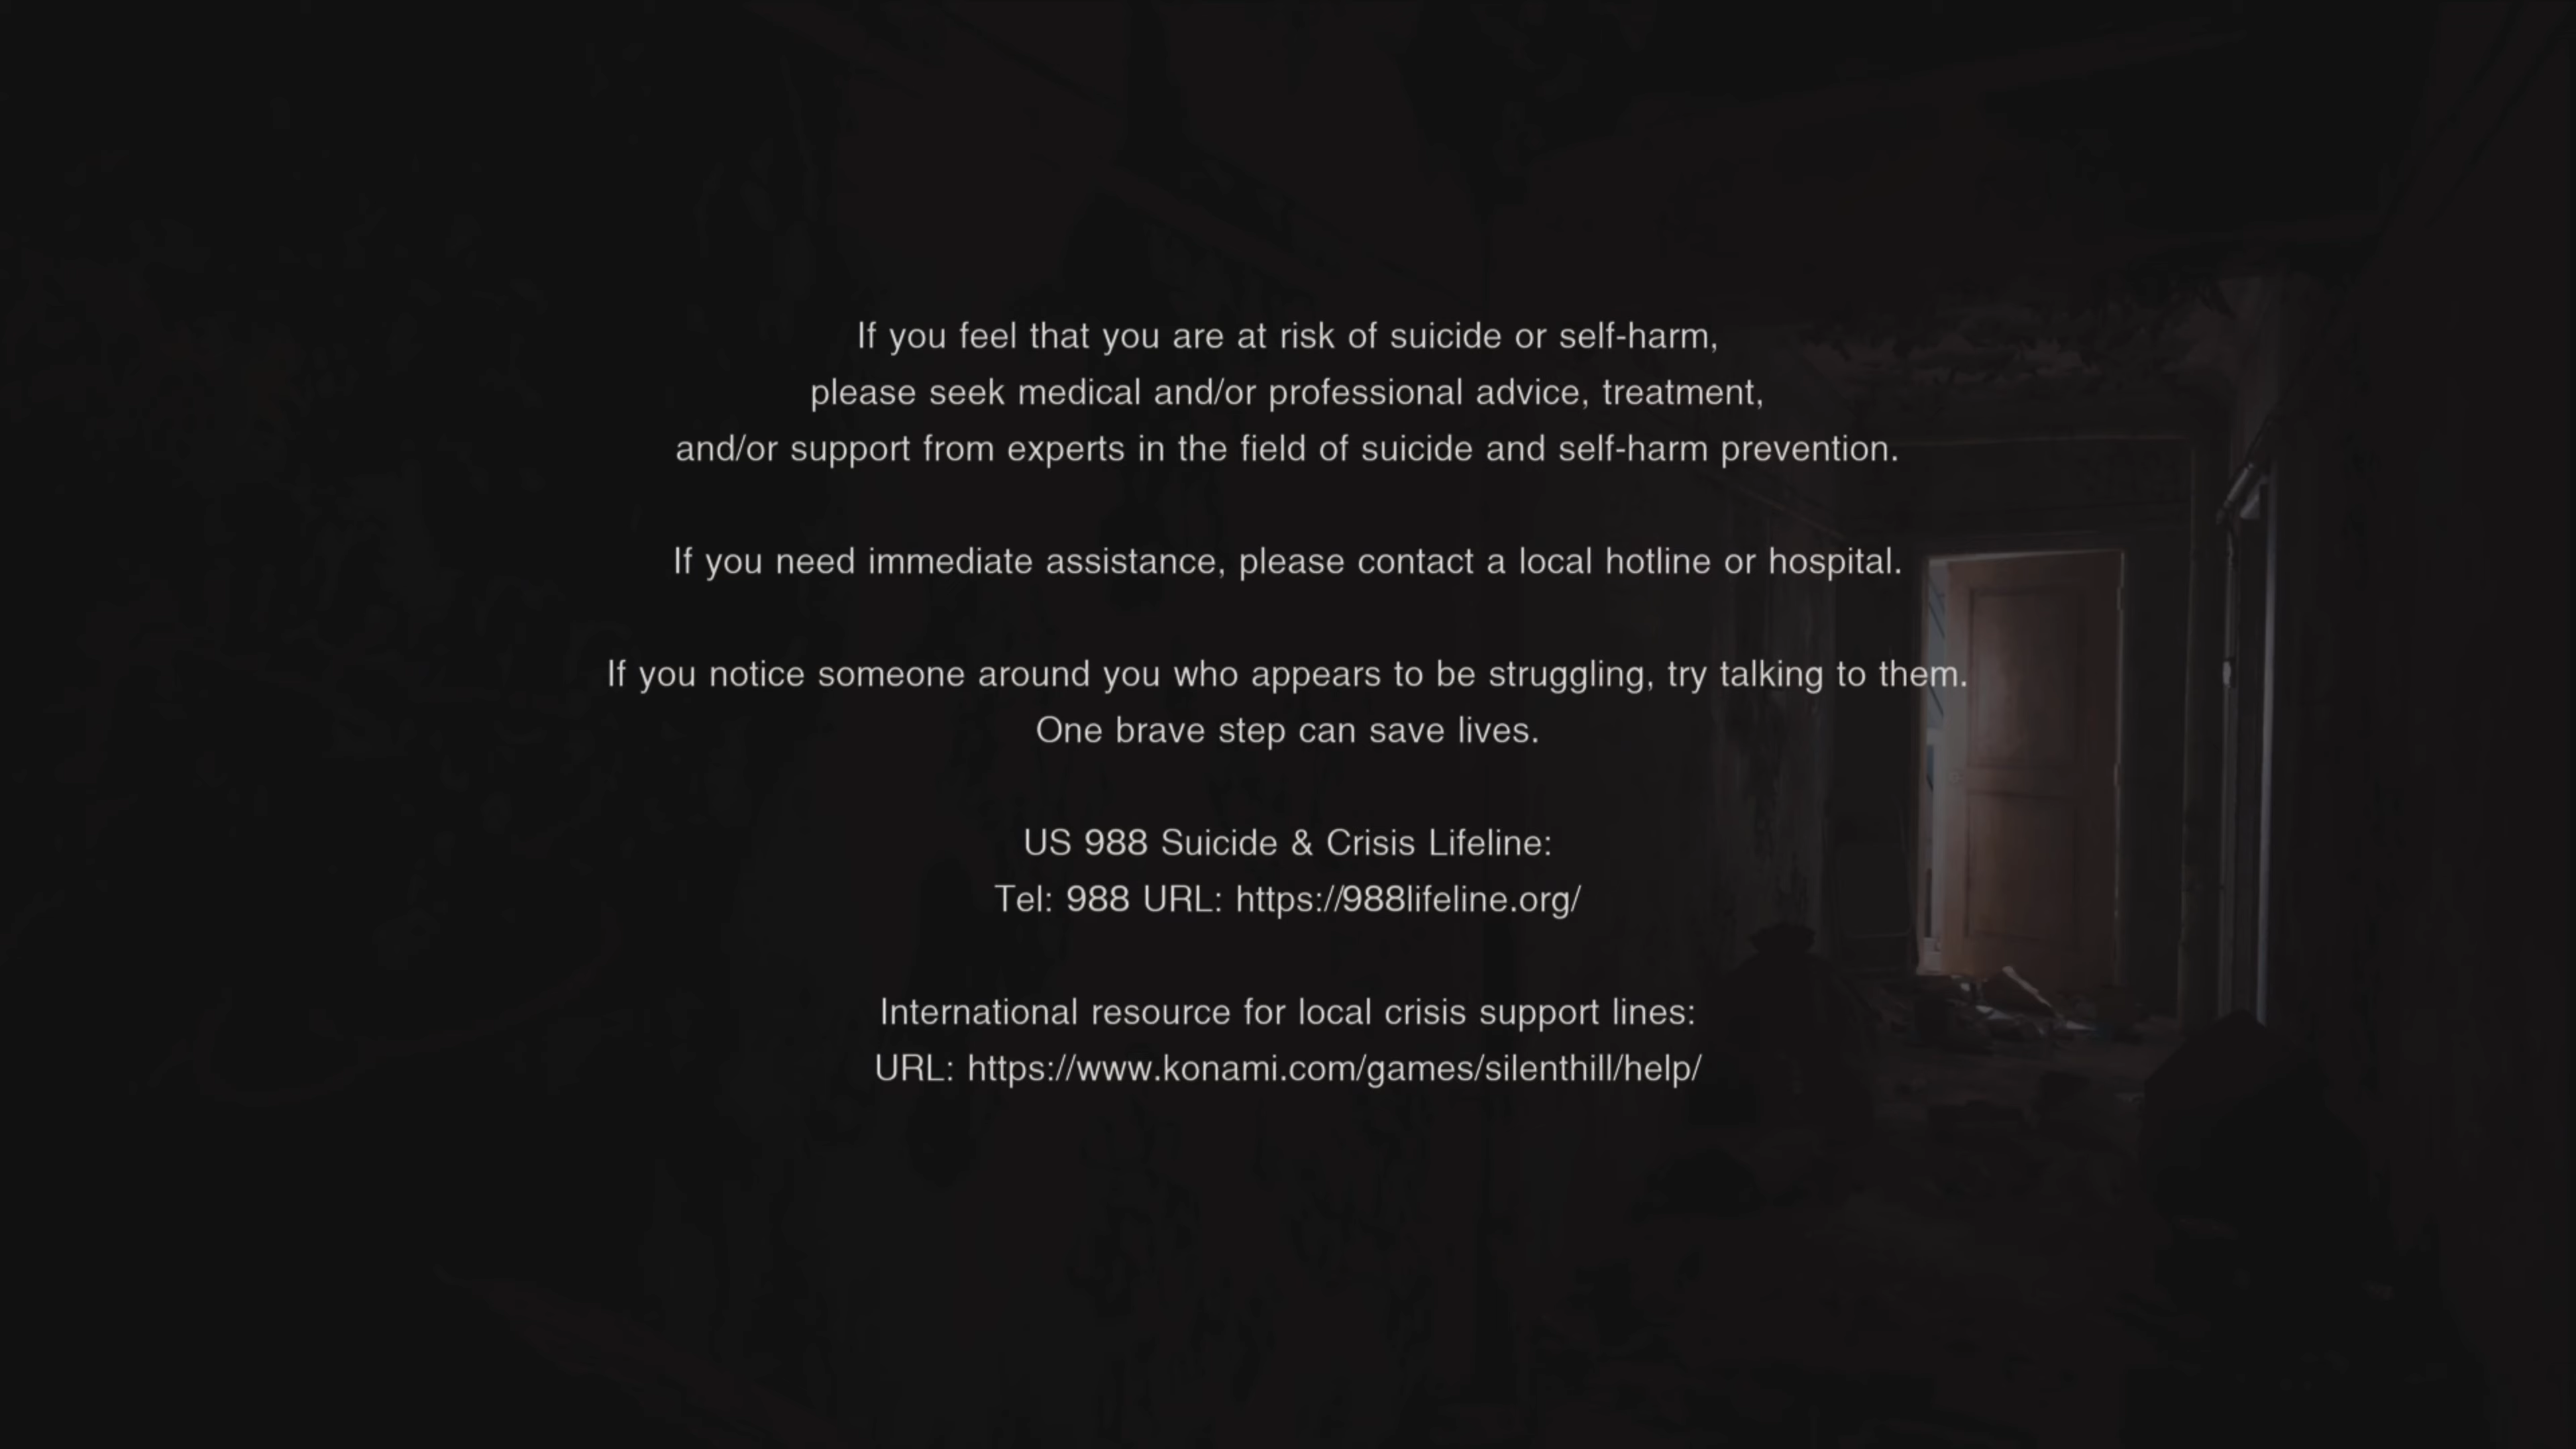 If you feel that you are at risk of suicide or self-harm,
please seek medical and/or professional advice, treatment,
and/or support from experts in the field of suicide and self-harm prevention.
If you need immediate assistance, please contact a local hotline or hospital.
If you notice someone around you who appears to be struggling, try talking to them.
One brave step can save lives.
US 988 Suicide & Crisis Lifeline:
Tel: 988 URL: https://988lifeline.org/
International resource for local crisis support lines:
URL: https://www.konami.com/games/silenthill/help/